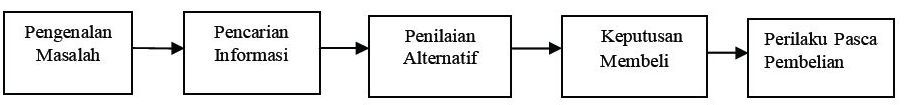 Pengenalan
Masalah
Pencarian
Informasi
Penilaian
Alternatif
Keputusan
Membeli
Perilaku Pasca
Pembelian